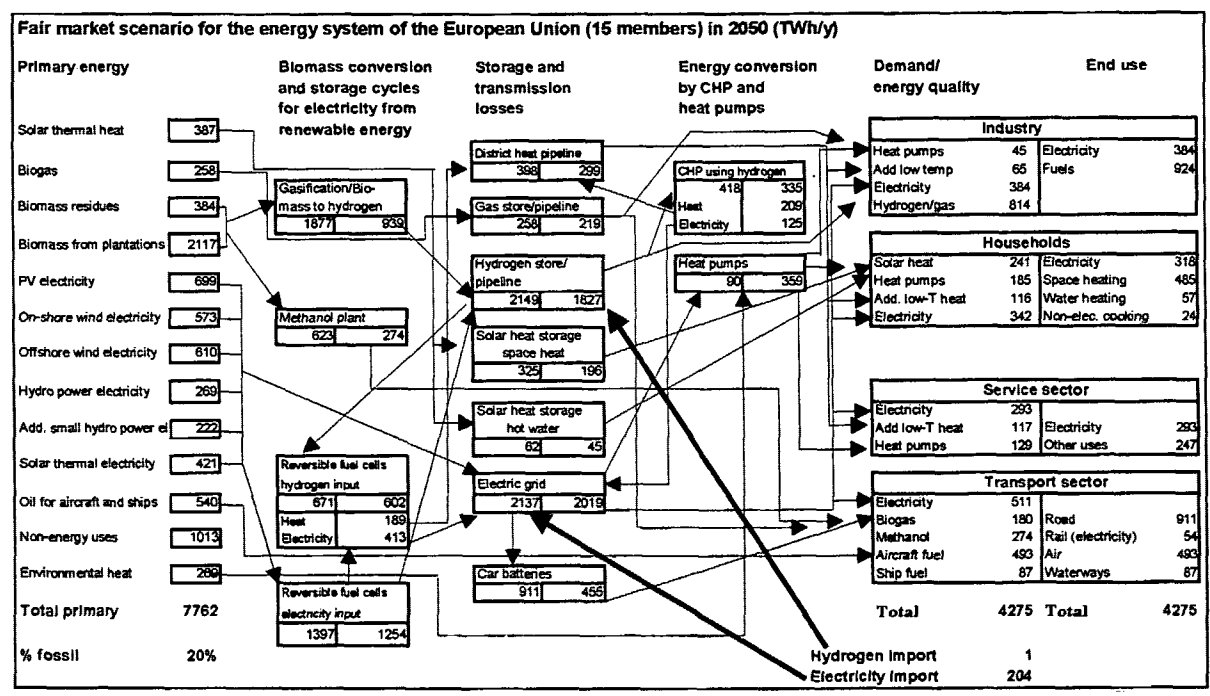 Fair market scenario for the energy system of the European Union (15 members) in 2050 (TWh/y)
Primary energy
Solar thermal heat 387
Biogas 258
Biomass residues 384
Biomass from plantations 2117
PV electricity 699
On-shore wind electricity 573
Offshore wind electricity 610
Hydro power electricity 269
Add. small hydro power el 222
Solar thermal electricity 421
Oil for aircraft and ships 540
Non-energy uses 1013
Environmental heat 269
Total primary 7762
% fossil 20%
Biomass conversion
and storage cycles
for electricity from
renewable energy
Gasification/Bio-
mass to hydrogen
1877 939
Methanol plant
623 274
Reversible fuel cells
hydrogen input
671 602
Heat 189
Electricity 413
Reversible fuel cells
electricity input
1397 1254
Storage and
transmission
losses
District heat pipeline
398 299
Gas store/pipeline
258 219
Hydrogen store/
pipeline
2149 1827
Solar heat storage
space heat
325 196
Solar heat storage
hot water
62 45
Electric grid
2137 2019
Car batteries
911 455
Energy conversion
by CHP and
heat pumps
CHP using hydrogen
418 335
Heat 209
Electricity 125
Heat pumps
90 359
Demand/ End use
energy quality
Industry
Heat pumps 45 Electricity 384
Add low temp 65 Fuels 924
Electricity 384
Hydrogen/gas 814
Households
Solar heat 241 Electricity 318
Heat pumps 185 Space heating 485
Add. low-T heat 116 Water heating 57
Electricity 342 Non-elec. cooking 24
Service sector
Electricity 293
Add low-T heat 117 Electricity 293
Heat pumps 129 Other uses 247
Transport sector
Electricity 511
Biogas 180 Road 911
Methanol 274 Rail (electricity) 54
Aircraft fuel 493 Air 493
Ship fuel 87 Waterways 87
Total 4275 Total 4275
Hydrogen import 1
Electricity import 204